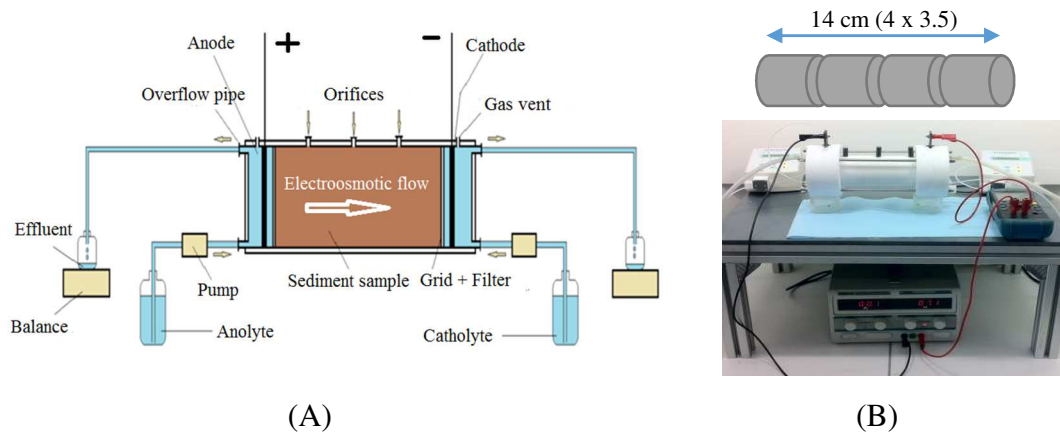 Anode
+
-
Cathode
Overflow pipe
Orifices
Gas vent
Electroosmotic flow
Effluent
Pump
Sediment sample
Grid + Filter
Balance
Anolyte
Catholyte
(A)
14 cm (4 x 3.5)
(B)